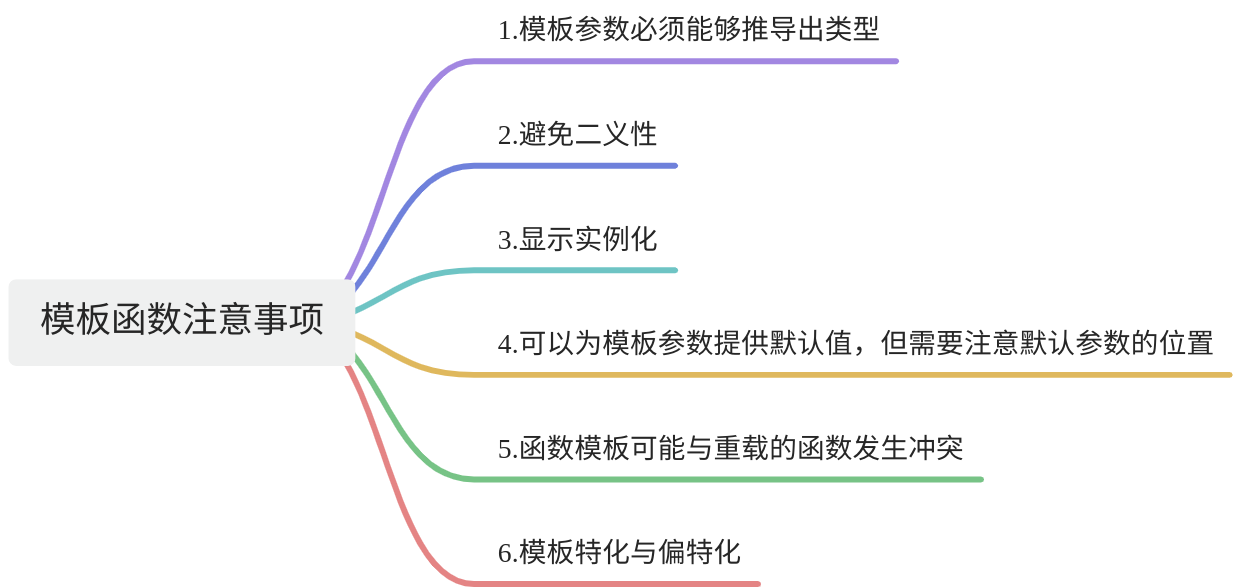 1.模板参数必须能够推导出类型
2.避免二义性
3.显示实例化
模板函数注意事项
4.可以为模板参数提供默认值，但需要注意默认参数的位置
5.函数模板可能与重载的函数发生冲突
6.模板特化与偏特化